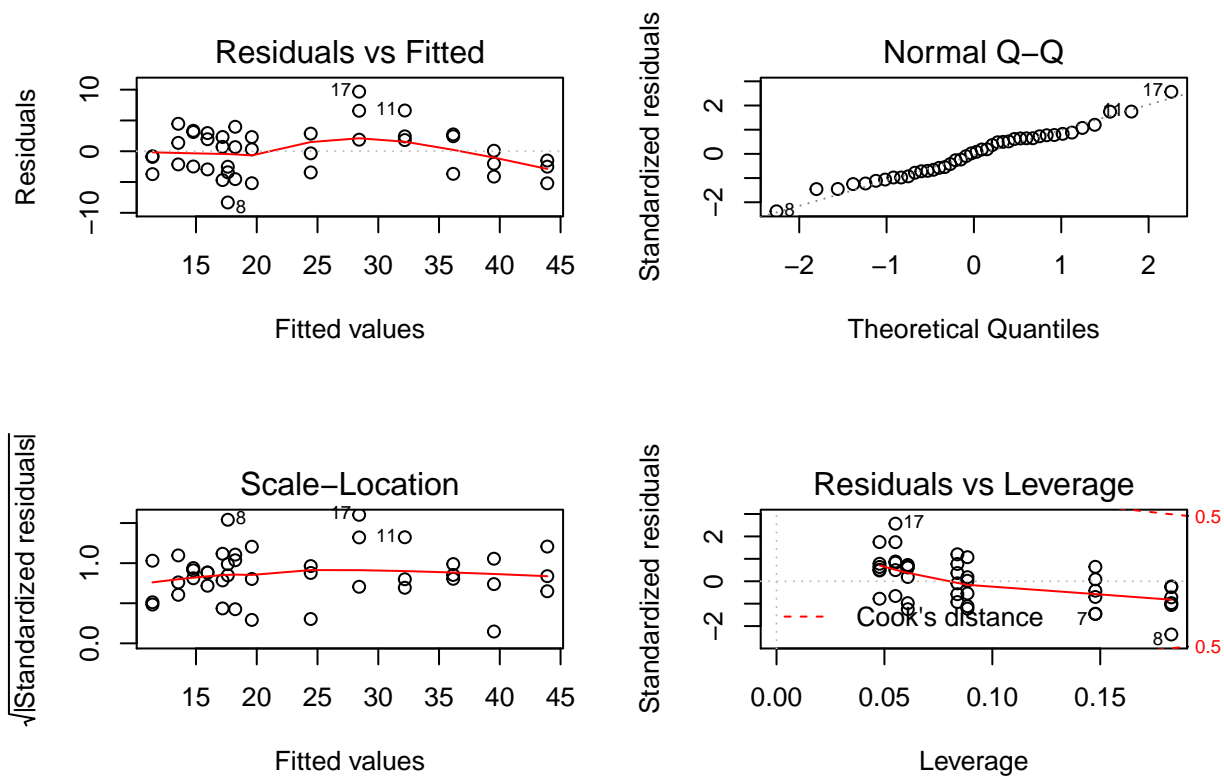 Residuals vs Fitted
Residuals
−10 0 10
17
11
8
15 20 25 30 35 40 45
Fitted values
Normal Q−Q
Standardized residuals
−2 0 2
17
11
8
−2 −1 0 1 2
Theoretical Quantiles
Scale−Location
√|Standardized residuals|
0.0 1.0
8
17
11
15 20 25 30 35 40 45
Fitted values
Residuals vs Leverage
Standardized residuals
−2 0 2
17
0.5
Cook's distance
7
8
0.5
0.00 0.05 0.10 0.15
Leverage